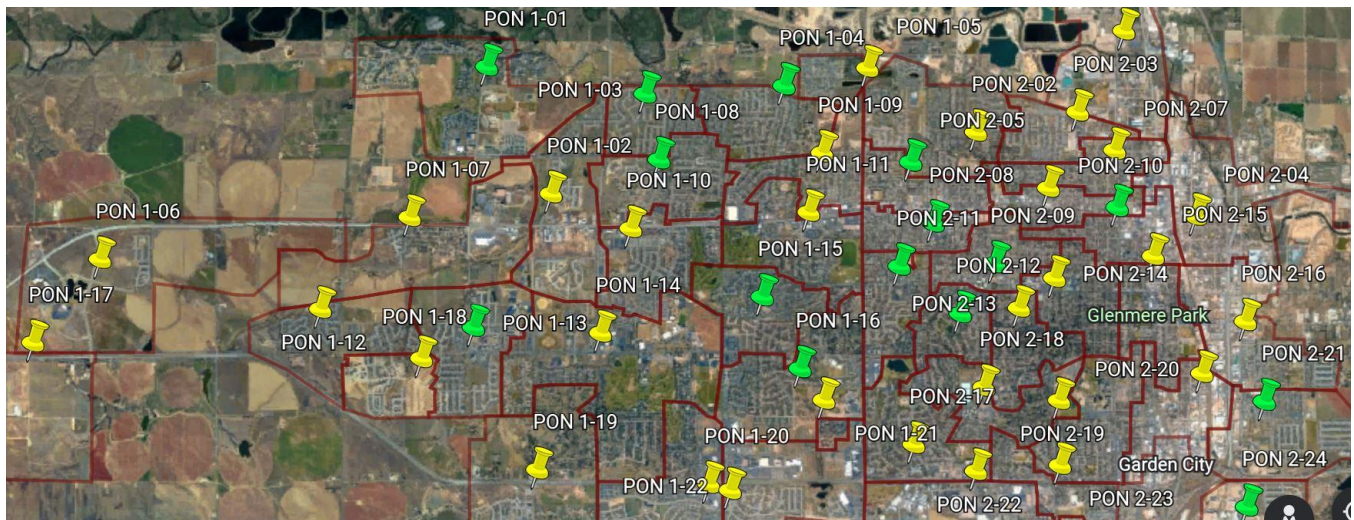 PON 1-01
PON 1-04
PON 1-05
PON 2-03
PON 1-03
PON 2-02
PON 1-08
PON 1-09
PON 2-07
PON 2-05
PON 1-02
PON 1-11
PON 2-10
PON 1-07
PON 1-10
PON 2-08
PON 2-04
PON 1-06
PON 2-11
PON 2-09
PON 2-15
PON 1-15
PON 2-12
PON 2-14
PON 2-16
PON 1-17
PON 1-14
PON 2-13
Glenmere Park
PON 1-18
PON 1-13
PON 1-16
PON 1-12
PON 2-18
PON 2-21
PON 2-20
PON 2-17
PON 1-19
PON 1-20
PON 1-21
PON 2-19
Garden City
PON 2-24
PON 1-22
PON 2-22
PON 2-23